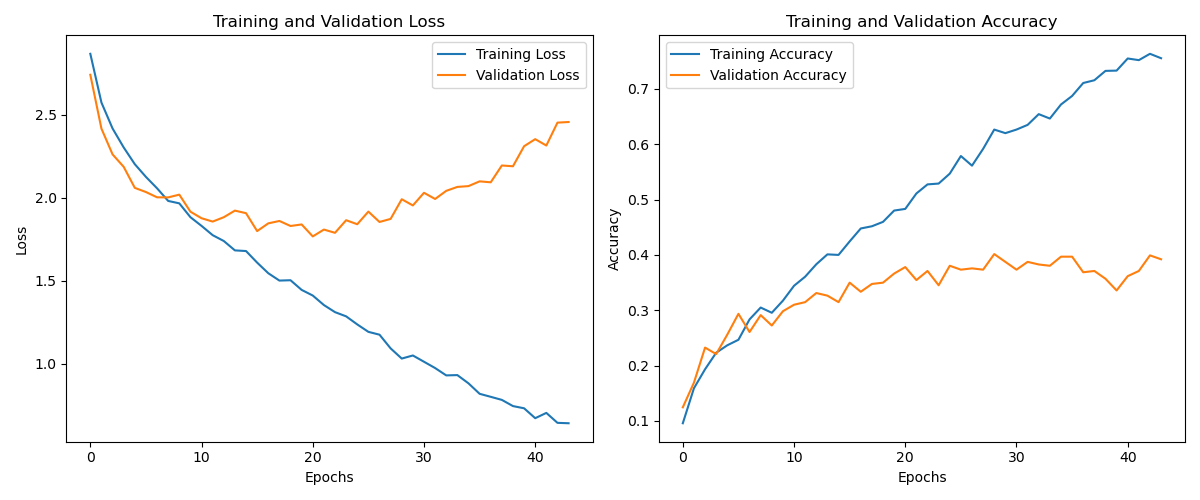 Training and Validation Loss
Training Loss
Validation Loss
2.5
2.0
1.5
1.0
Loss
0
10
20
30
40
Epochs
Training and Validation Accuracy
Training Accuracy
Validation Accuracy
0.7
0.6
0.5
0.4
0.3
0.2
0.1
Accuracy
0
10
20
30
40
Epochs